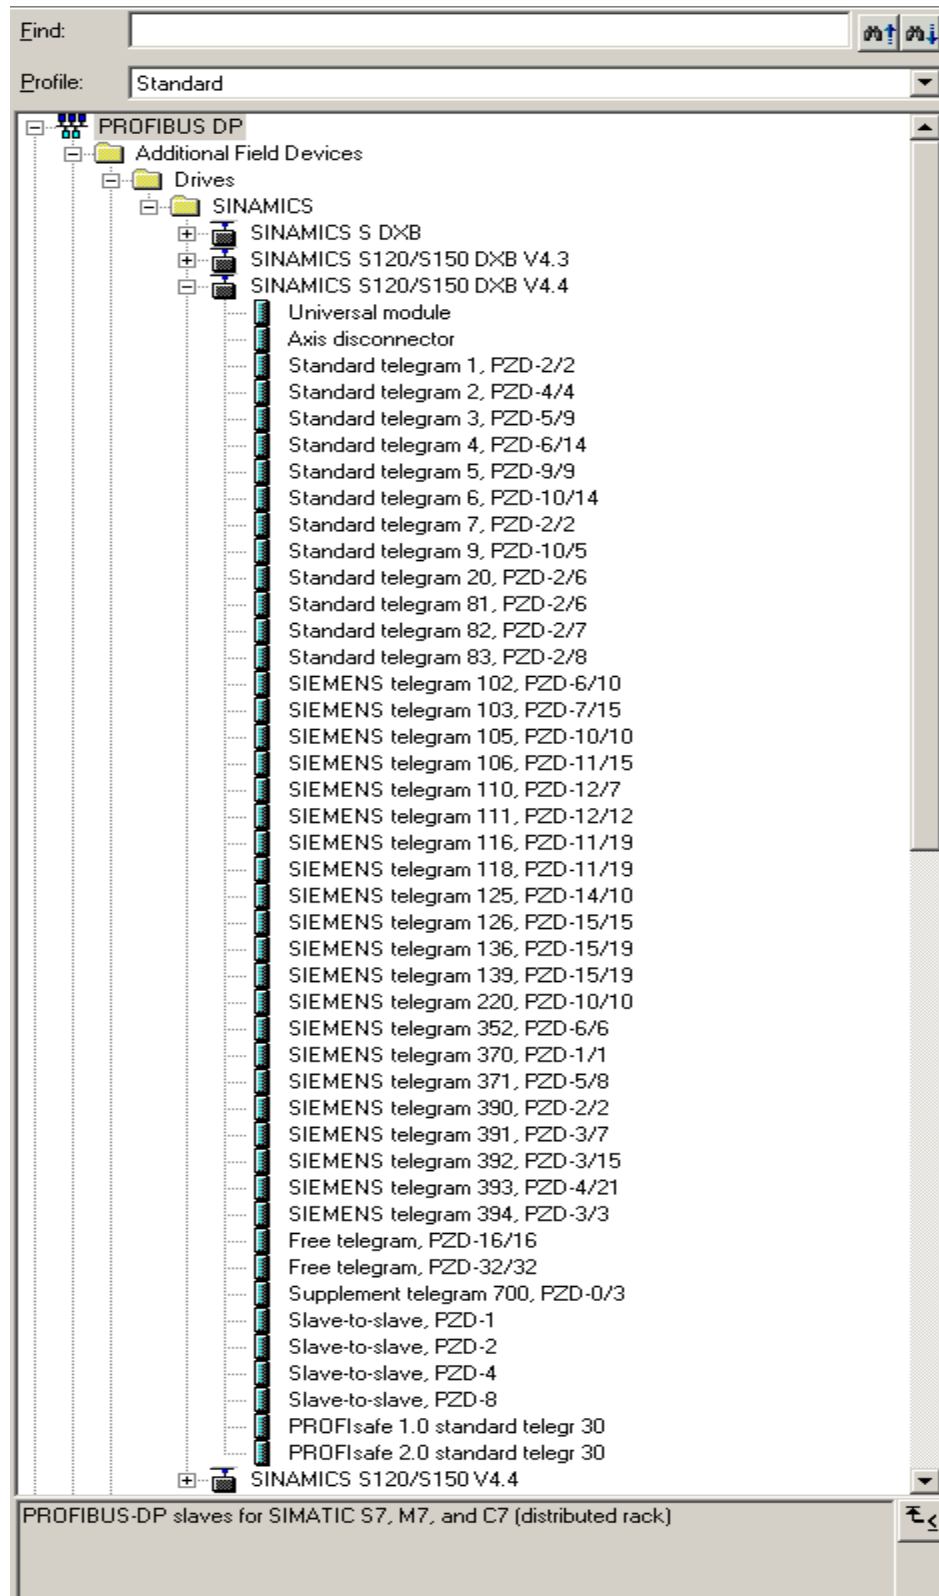 Find:
Profile: Standard
PROFIBUS DP
Additional Field Devices
Drives
SINAMICS
SINAMICS S DXB
SINAMICS S120/S150 DXB V4.3
SINAMICS S120/S150 DXB V4.4
Universal module
Axis disconnector
Standard telegram 1, PZD-2/2
Standard telegram 2, PZD-4/4
Standard telegram 3, PZD-5/9
Standard telegram 4, PZD-6/14
Standard telegram 5, PZD-9/9
Standard telegram 6, PZD-10/14
Standard telegram 7, PZD-2/2
Standard telegram 9, PZD-10/5
Standard telegram 20, PZD-2/6
Standard telegram 81, PZD-2/6
Standard telegram 82, PZD-2/7
Standard telegram 83, PZD-2/8
SIEMENS telegram 102, PZD-6/10
SIEMENS telegram 103, PZD-7/15
SIEMENS telegram 105, PZD-10/10
SIEMENS telegram 106, PZD-11/15
SIEMENS telegram 110, PZD-12/7
SIEMENS telegram 111, PZD-12/12
SIEMENS telegram 116, PZD-11/19
SIEMENS telegram 118, PZD-11/19
SIEMENS telegram 125, PZD-14/10
SIEMENS telegram 126, PZD-15/15
SIEMENS telegram 136, PZD-15/19
SIEMENS telegram 139, PZD-15/19
SIEMENS telegram 220, PZD-10/10
SIEMENS telegram 352, PZD-6/6
SIEMENS telegram 370, PZD-1/1
SIEMENS telegram 371, PZD-5/8
SIEMENS telegram 390, PZD-2/2
SIEMENS telegram 391, PZD-3/7
SIEMENS telegram 392, PZD-3/15
SIEMENS telegram 393, PZD-4/21
SIEMENS telegram 394, PZD-3/3
Free telegram, PZD-16/16
Free telegram, PZD-32/32
Supplement telegram 700, PZD-0/3
Slave-to-slave, PZD-1
Slave-to-slave, PZD-2
Slave-to-slave, PZD-4
Slave-to-slave, PZD-8
PROFIsafe 1.0 standard telegr 30
PROFIsafe 2.0 standard telegr 30
SINAMICS S120/S150 V4.4
PROFIBUS-DP slaves for SIMATIC S7, M7, and C7 (distributed rack)